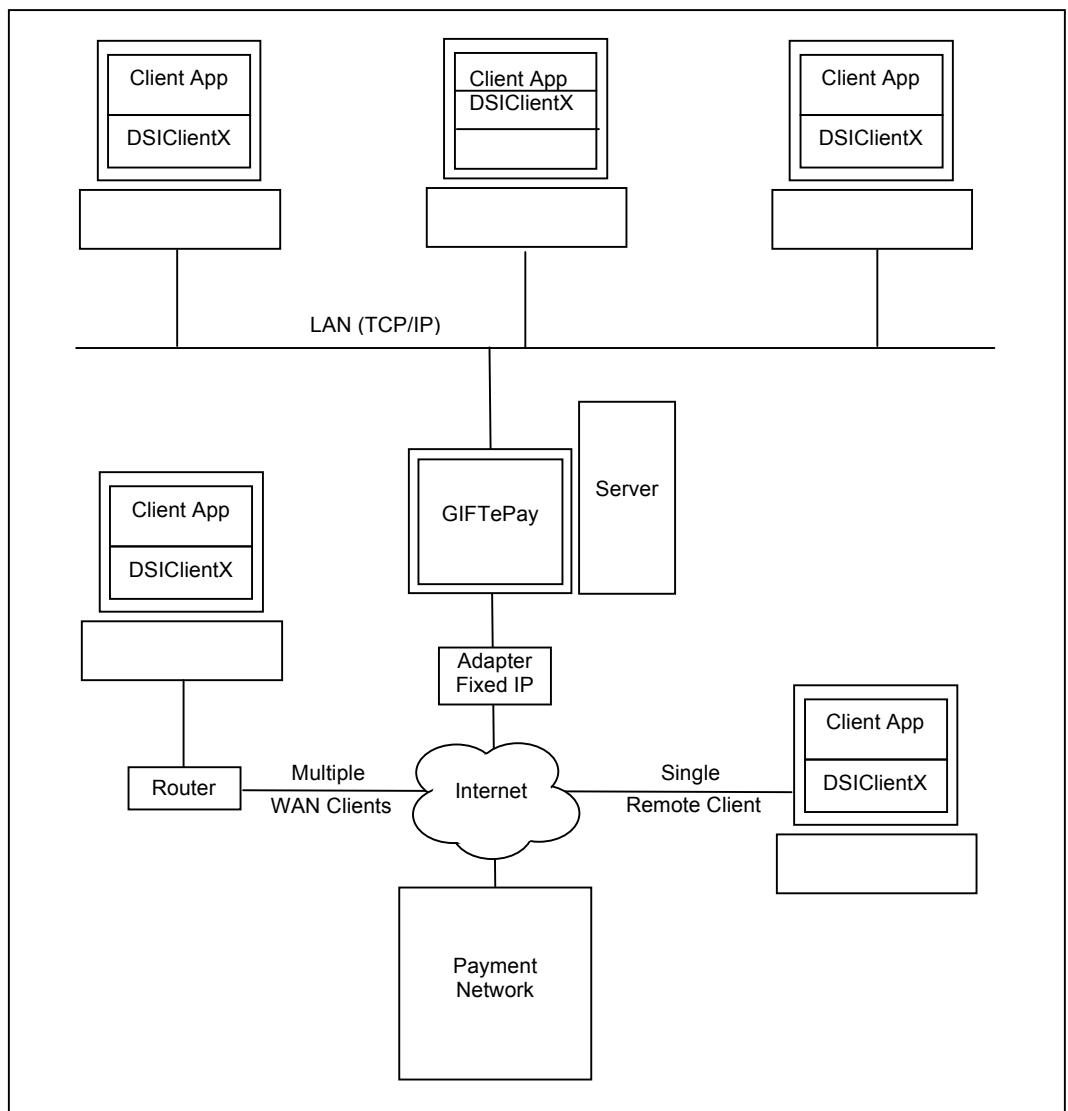 Client App
DSIClientX
Client App
DSIClientX
Client App
DSIClientX
LAN (TCP/IP)
GIFTePay
Server
Client App
DSIClientX
Adapter
Fixed IP
Client App
DSIClientX
Router
Multiple
WAN Clients
Internet
Single
Remote Client
Payment
Network